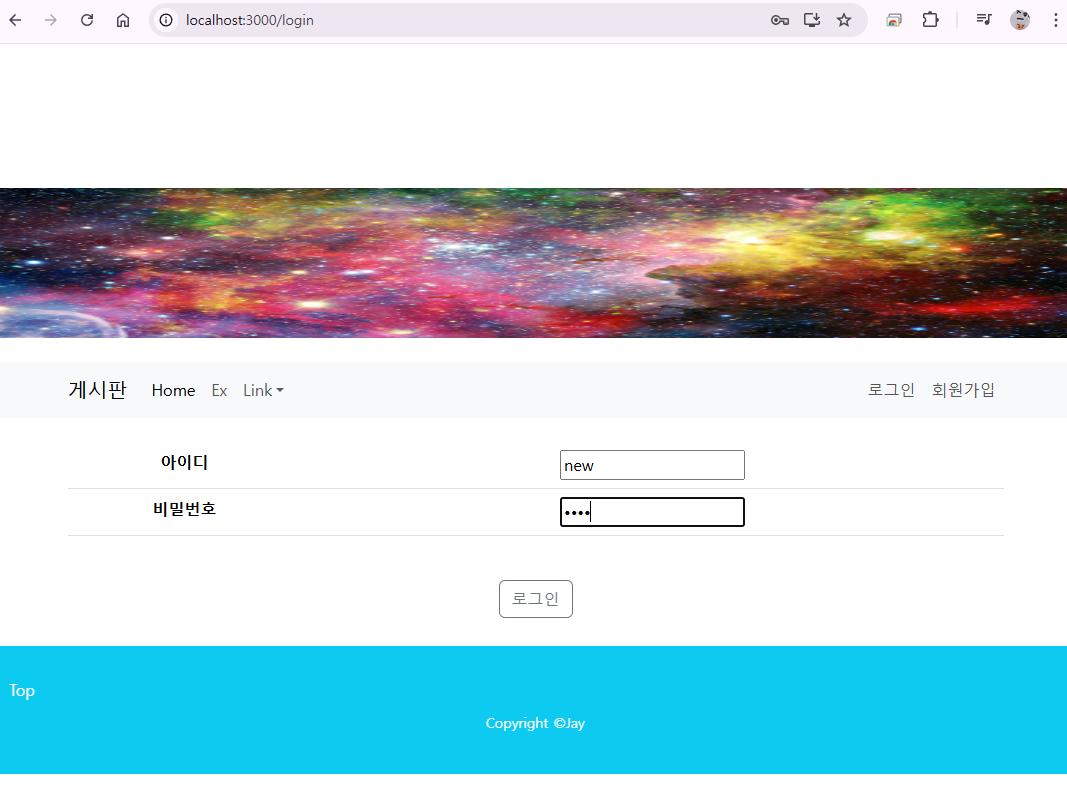 localhost:3000/login
게시판 Home Ex Link 로그인 회원가입
아이디 new
비밀번호 ••••
로그인
Top
Copyright ©Jay